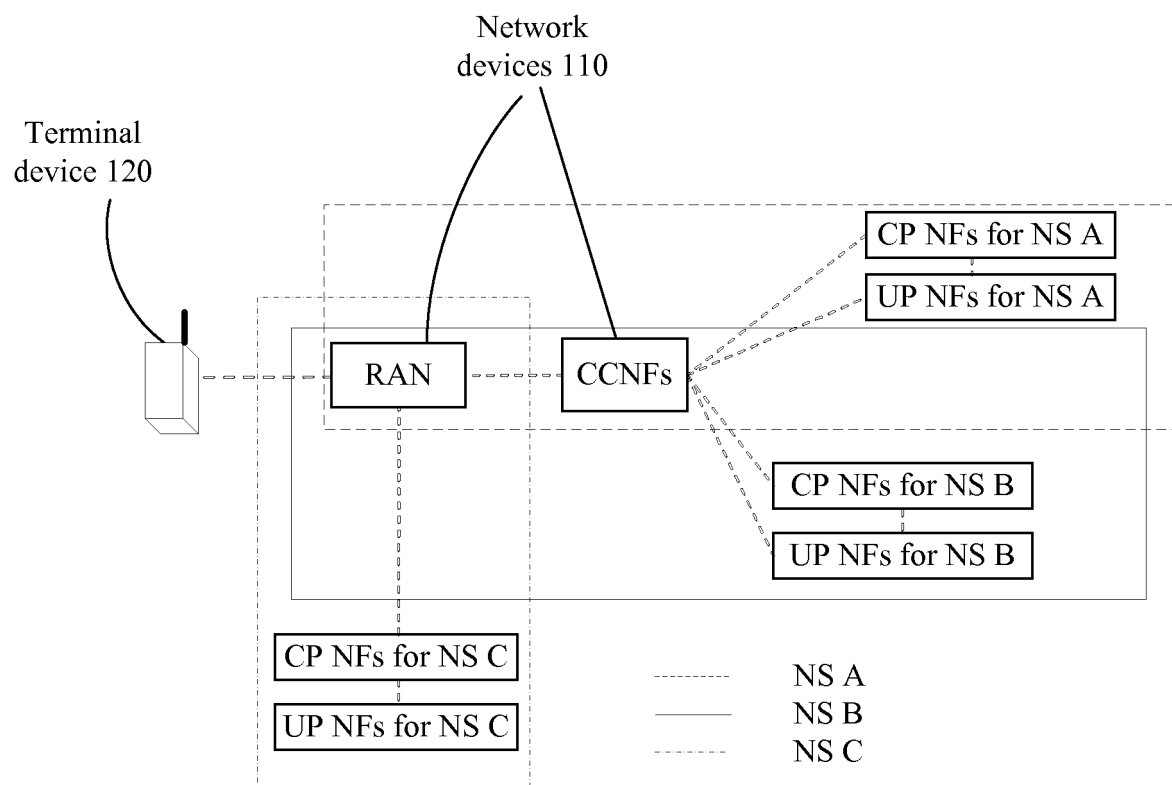 Network
devices 110
Terminal
device 120
CP NFs for NS A
UP NFs for NS A
RAN
CCNFs
CP NFs for NS B
UP NFs for NS B
CP NFs for NS C
UP NFs for NS C
NS A
NS B
NS C